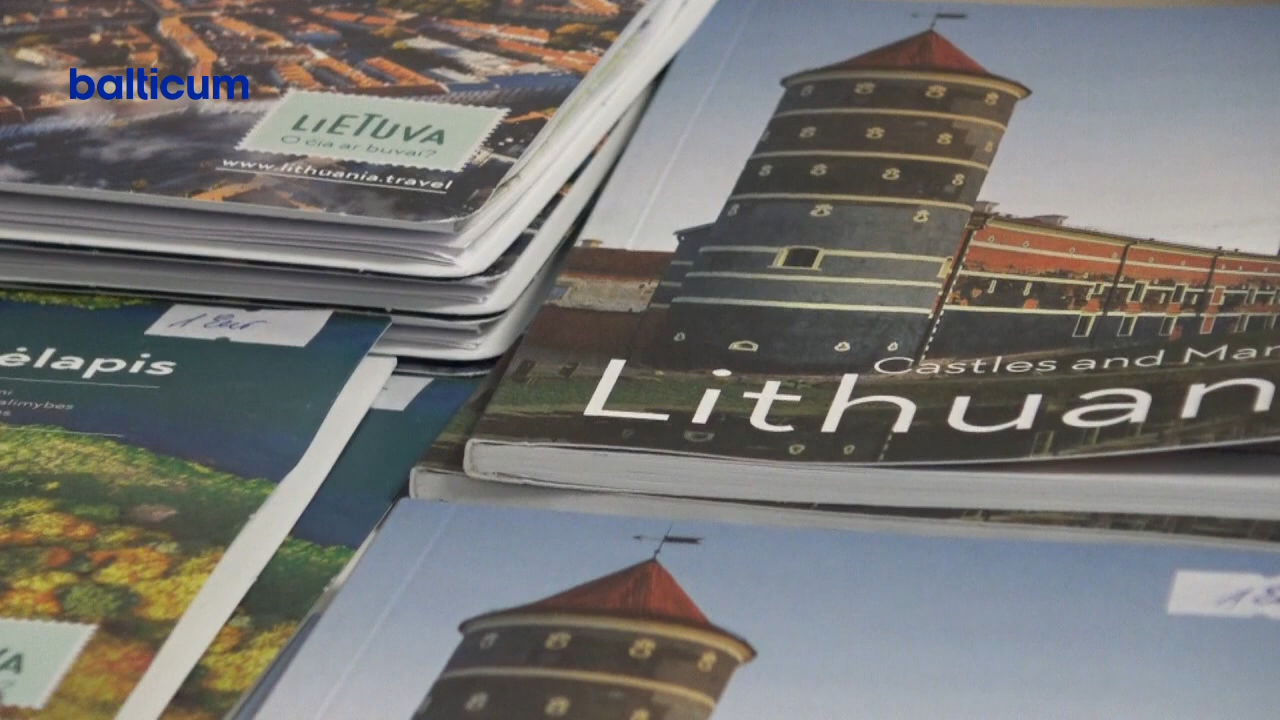 balticum
LiETUVA
O čia ar buvai?
www.lithuania.travel
1 Eur
ėlapis
Castles and Man
Lithuan